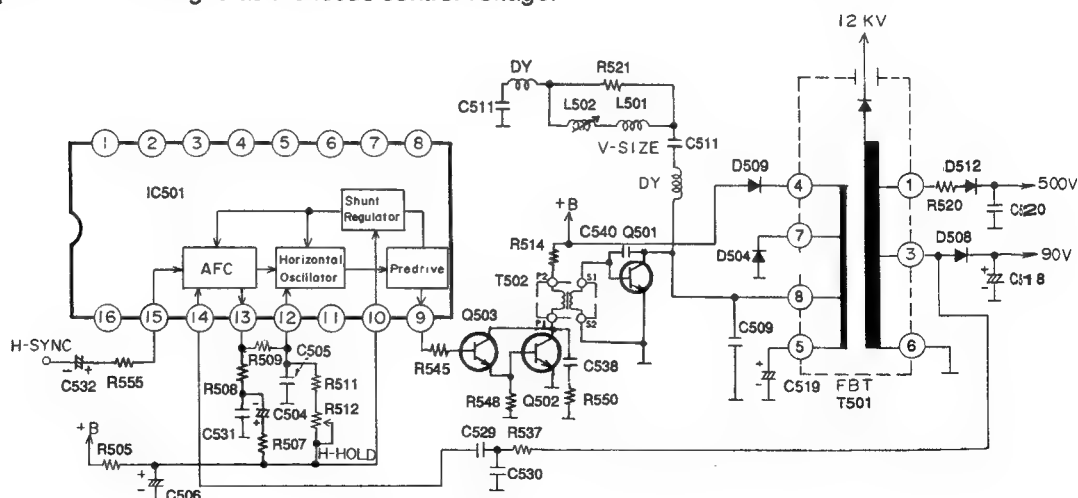 12 KV
DY
R521
C511
L502
L501
V-SIZE
C511
DY
1
2
3
4
5
6
7
8
IC501
Shunt
Regulator
AFC
Horizontal
Oscillator
Predrive
16
15
14
13
12
11
10
9
H-SYNC
C532
R555
R509
C505
R508
C504
R511
R512
C531
R507
H-HOLD
+B
R505
C506
R545
Q503
R548
Q502
C538
R550
+B
R514
T502
P2
S1
P1
S2
C540
Q501
D509
D504
C509
C519
4
7
8
5
1
3
6
FBT
T501
D512
R520
500V
D508
90V
C529
R537
C530